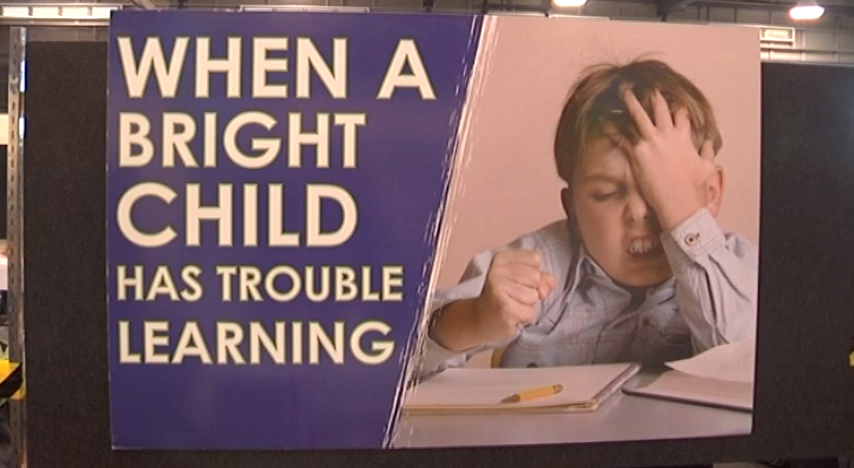 WHEN A
BRIGHT
CHILD
HAS TROUBLE
LEARNING